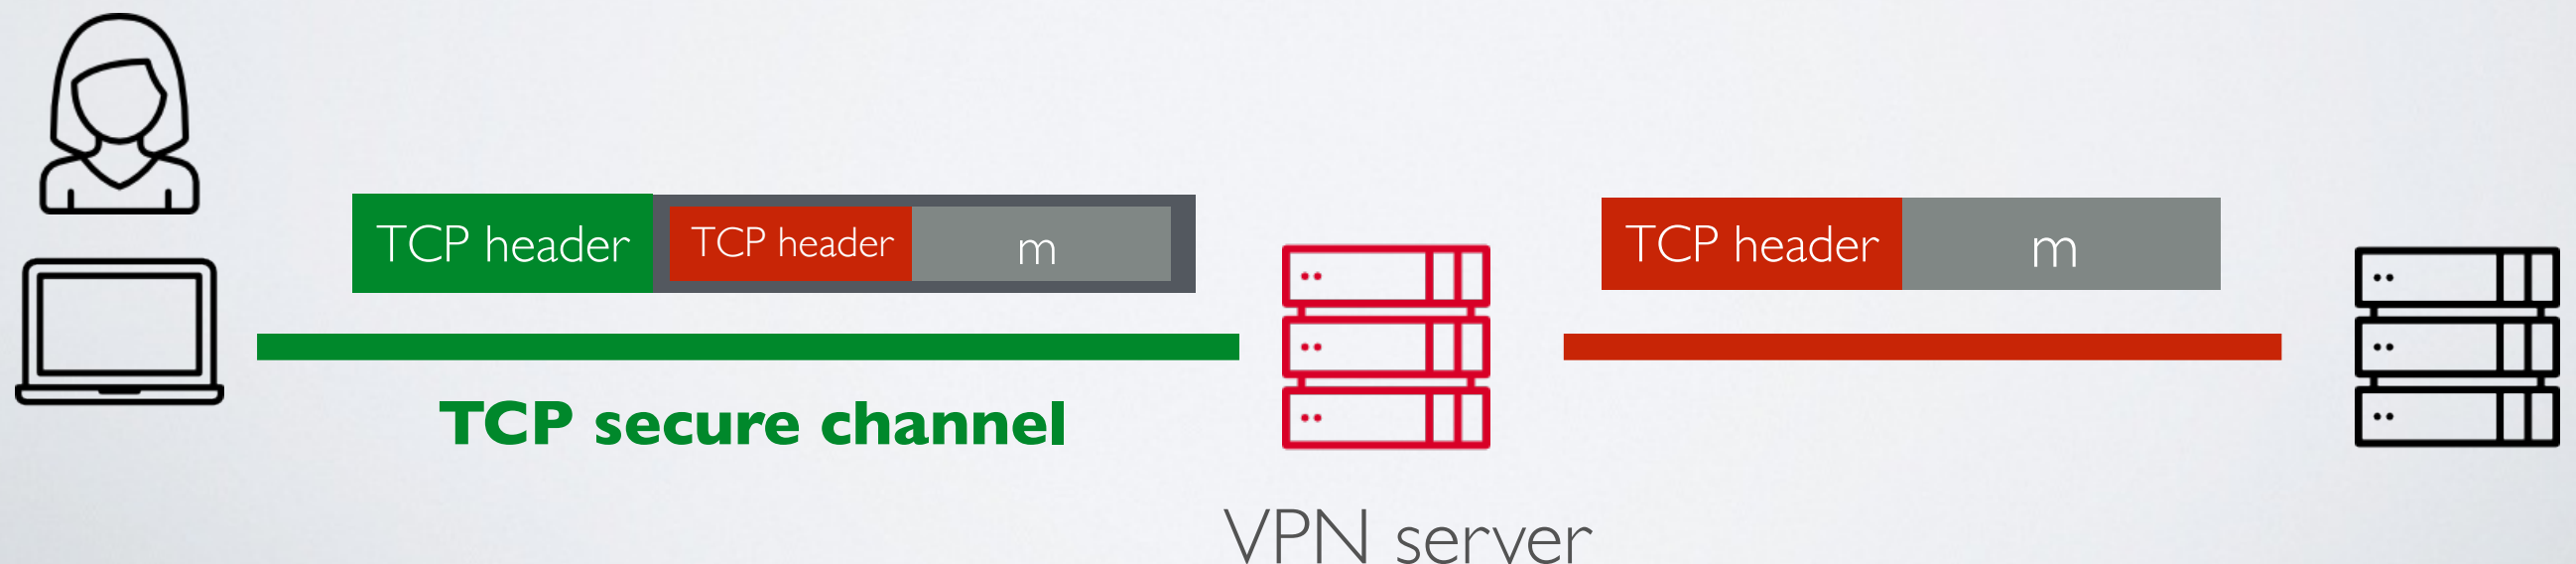 TCP header TCP header m TCP header m
TCP secure channel
VPN server